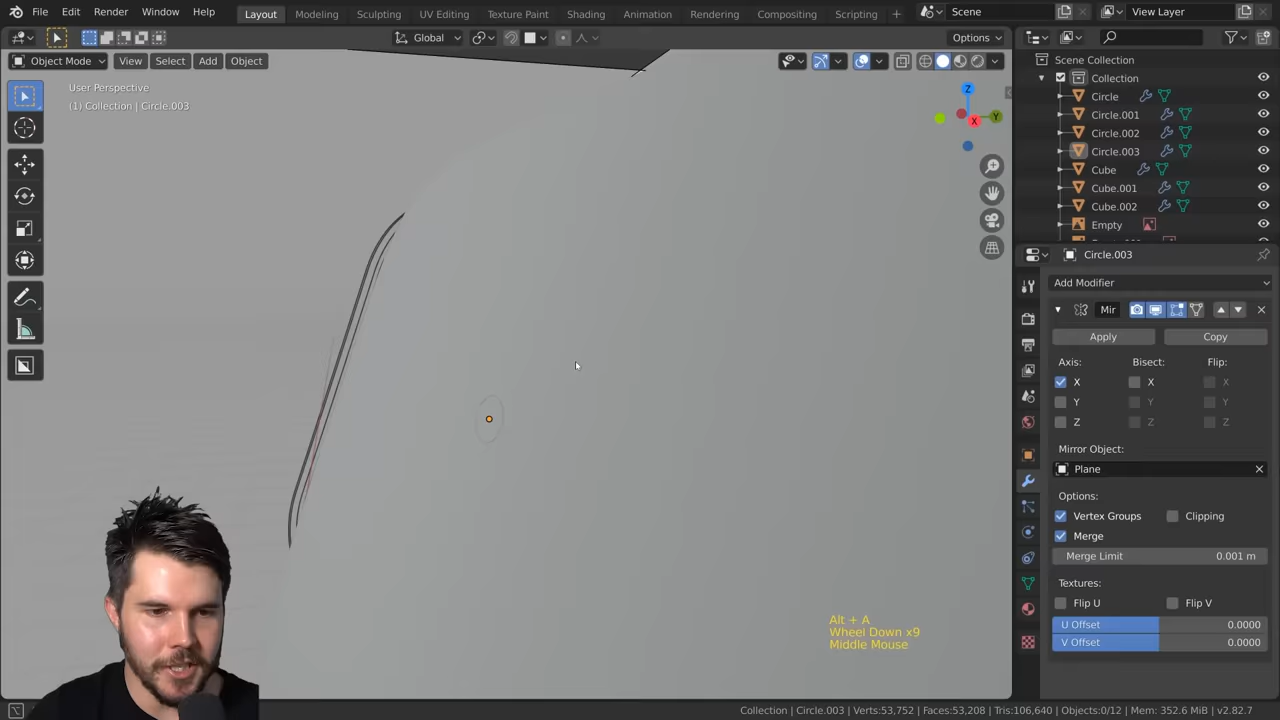 File Edit Render Window Help Layout Modeling Sculpting UV Editing Texture Paint Shading Animation Rendering Compositing Scripting + Scene View Layer
Global Options
Object Mode View Select Add Object
User Perspective
(1) Collection | Circle.003
Z
Y
X
Scene Collection
Collection
Circle
Circle.001
Circle.002
Circle.003
Cube
Cube.001
Cube.002
Empty
Circle.003
Add Modifier
Mir
Apply Copy
Axis: Bisect: Flip:
X X X
Y Y Y
Z Z Z
Mirror Object:
Plane
Options:
Vertex Groups Clipping
Merge
Merge Limit 0.001 m
Textures:
Flip U Flip V
U Offset 0.0000
V Offset 0.0000
Alt + A
Wheel Down x9
Middle Mouse
Collection | Circle.003 | Verts:53,752 | Faces:53,208 | Tris:106,640 | Objects:0/12 | Mem: 352.6 MiB | v2.82.7